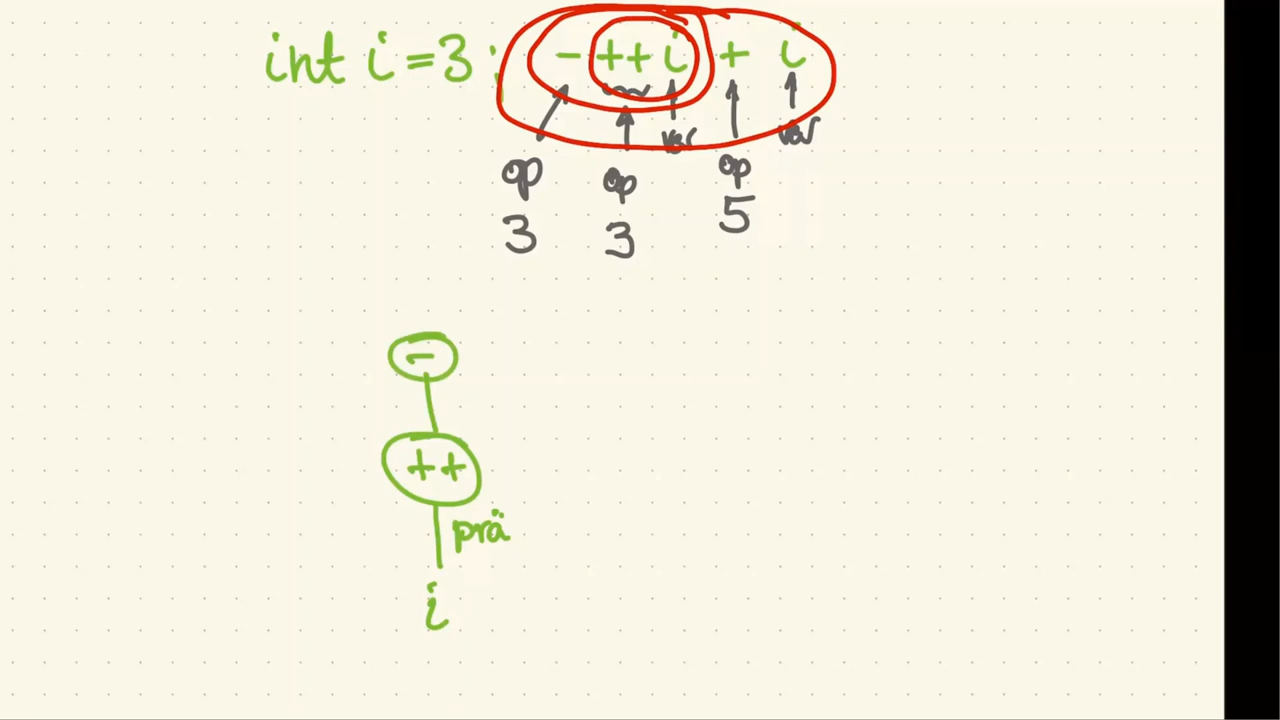 int i = 3 ; - ++ i + i
var var
op op op
3 3 5
-
++
prä
i